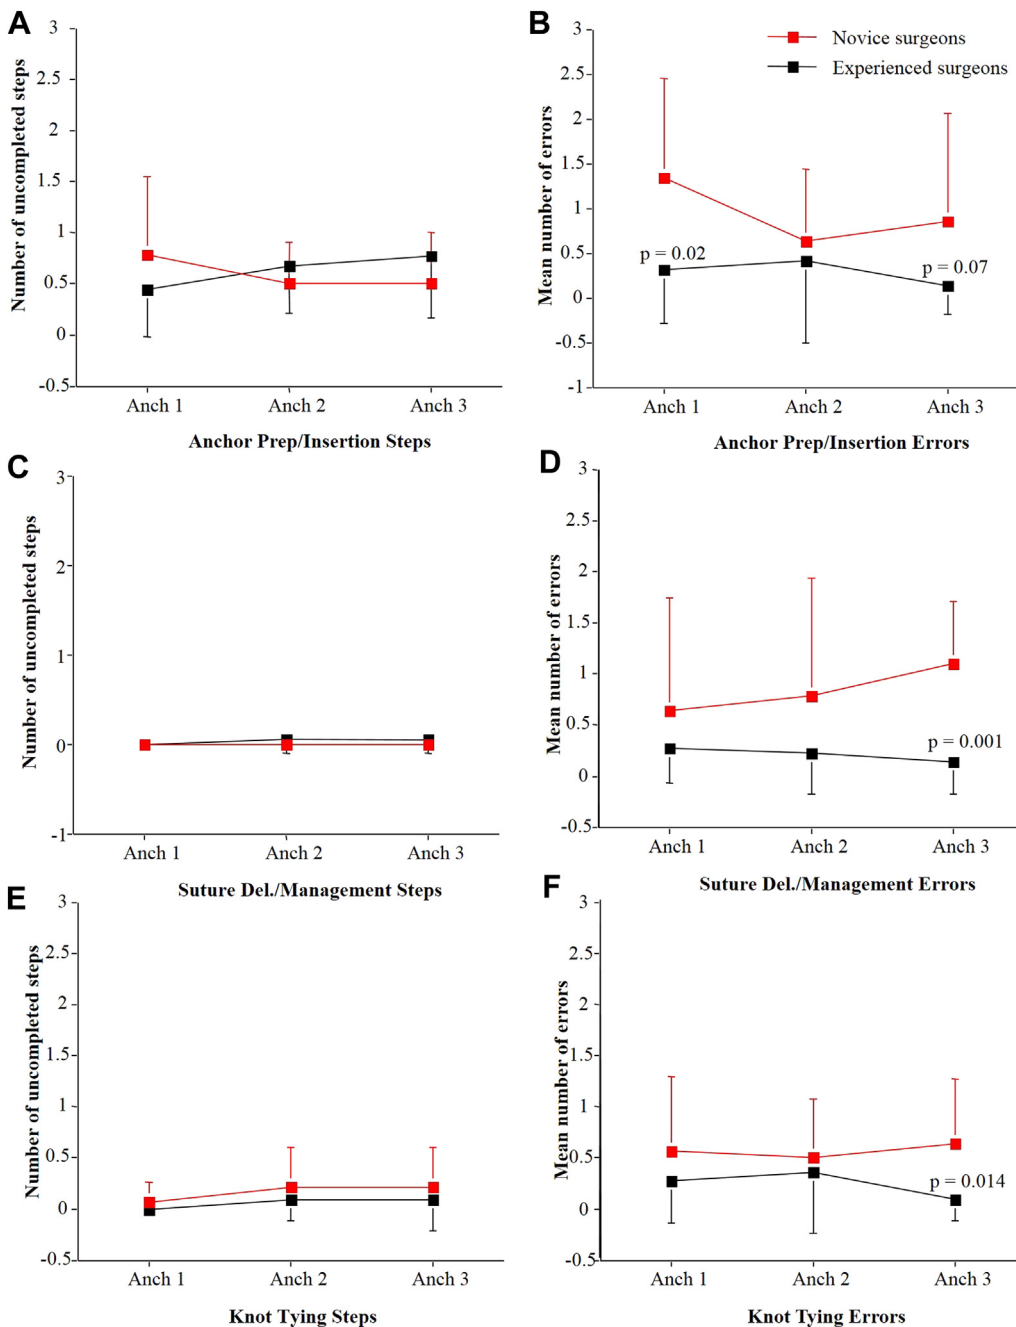 A
Number of uncompleted steps
3
2.5
2
1.5
1
0.5
0
-0.5
Anch 1 Anch 2 Anch 3
Anchor Prep/Insertion Steps
B
Novice surgeons
Experienced surgeons
Mean number of errors
3
2.5
2
1.5
1
0.5
0
-0.5
-1
p = 0.02
p = 0.07
Anch 1 Anch 2 Anch 3
Anchor Prep/Insertion Errors
C
Number of uncompleted steps
3
2
1
0
-1
Anch 1 Anch 2 Anch 3
Suture Del./Management Steps
D
Mean number of errors
3
2.5
2
1.5
1
0.5
0
-0.5
p = 0.001
Anch 1 Anch 2 Anch 3
Suture Del./Management Errors
E
Number of uncompleted steps
3
2.5
2
1.5
1
0.5
0
-0.5
Anch 1 Anch 2 Anch 3
Knot Tying Steps
F
Mean number of errors
3
2.5
2
1.5
1
0.5
0
-0.5
p = 0.014
Anch 1 Anch 2 Anch 3
Knot Tying Errors